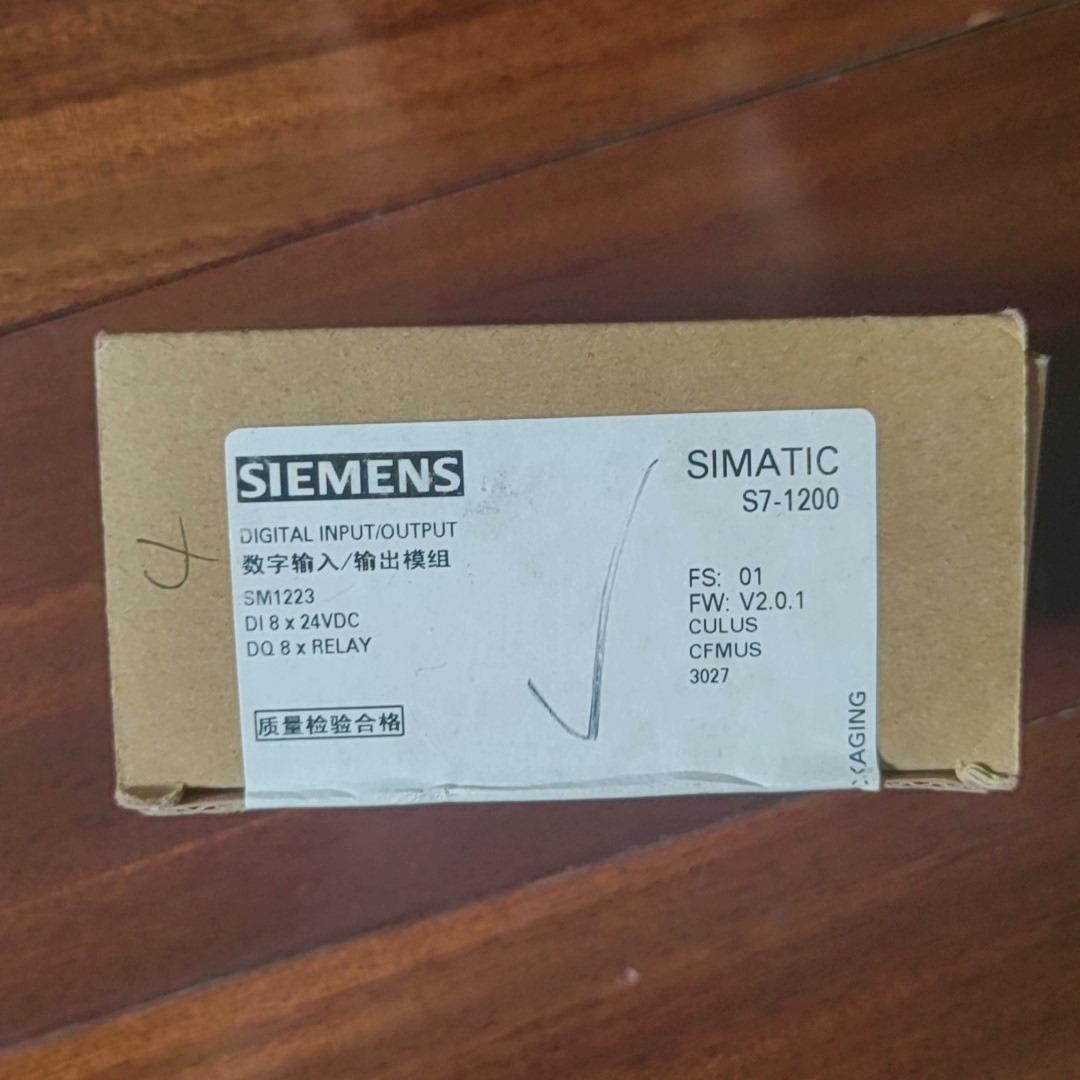 SIEMENS
DIGITAL INPUT/OUTPUT
数字输入/输出模组
SM1223
DI 8 x 24VDC
DQ 8 x RELAY
质量检验合格
SIMATIC
S7-1200
FS: 01
FW: V2.0.1
CULUS
CFMUS
3027